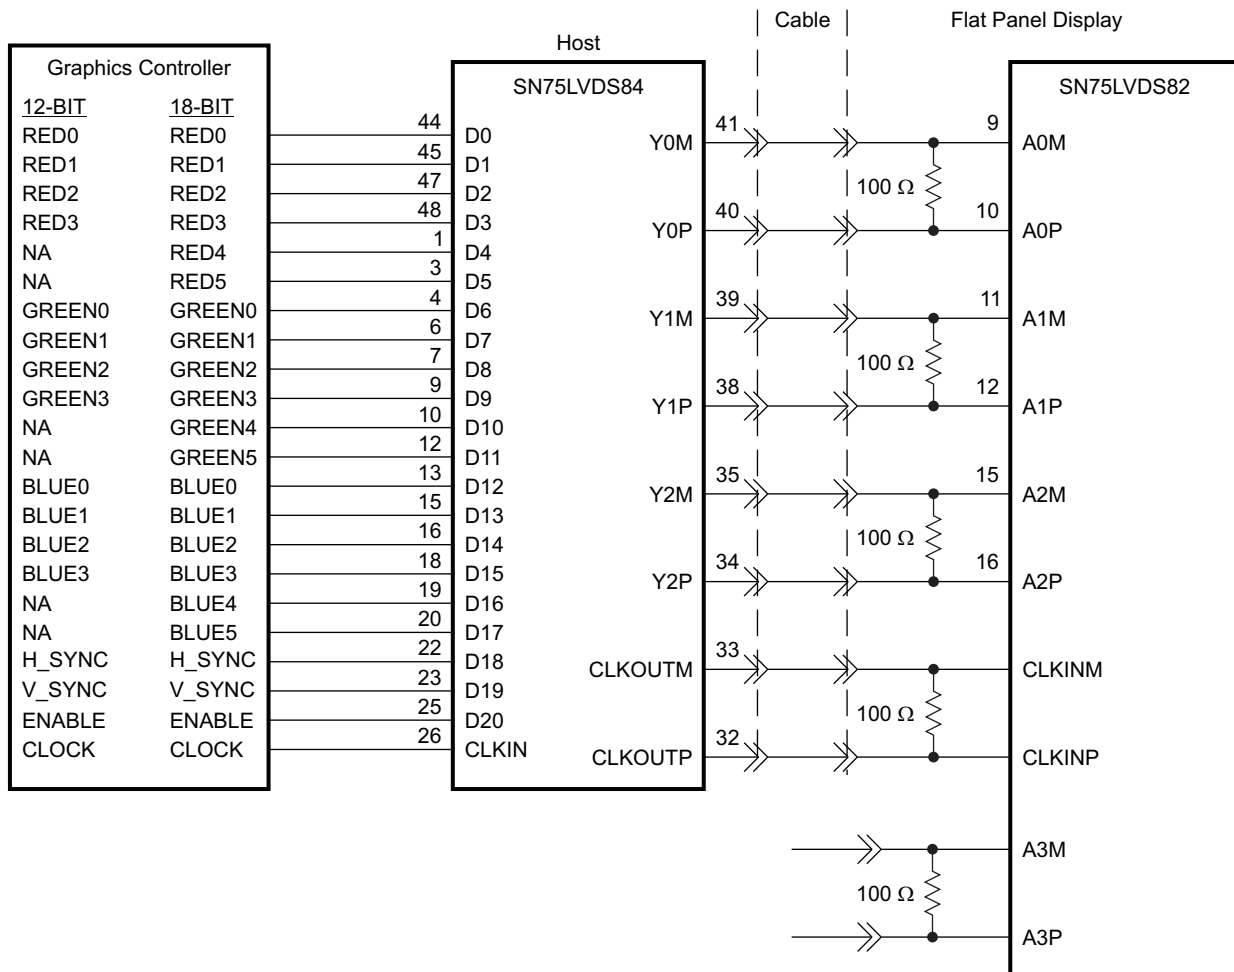 Cable
Flat Panel Display
Host
Graphics Controller
SN75LVDS84
SN75LVDS82
12-BIT 18-BIT
RED0 RED0 44 D0
RED1 RED1 45 D1
RED2 RED2 47 D2
RED3 RED3 48 D3
NA RED4 1 D4
NA RED5 3 D5
GREEN0 GREEN0 4 D6
GREEN1 GREEN1 6 D7
GREEN2 GREEN2 7 D8
GREEN3 GREEN3 9 D9
NA GREEN4 10 D10
NA GREEN5 12 D11
BLUE0 BLUE0 13 D12
BLUE1 BLUE1 15 D13
BLUE2 BLUE2 16 D14
BLUE3 BLUE3 18 D15
NA BLUE4 19 D16
NA BLUE5 20 D17
H_SYNC H_SYNC 22 D18
V_SYNC V_SYNC 23 D19
ENABLE ENABLE 25 D20
CLOCK CLOCK 26 CLKIN
Y0M 41 9 A0M
100 Ω
Y0P 40 10 A0P
Y1M 39 11 A1M
100 Ω
Y1P 38 12 A1P
Y2M 35 15 A2M
100 Ω
Y2P 34 16 A2P
CLKOUTM 33 CLKINM
100 Ω
CLKOUTP 32 CLKINP
A3M
100 Ω
A3P